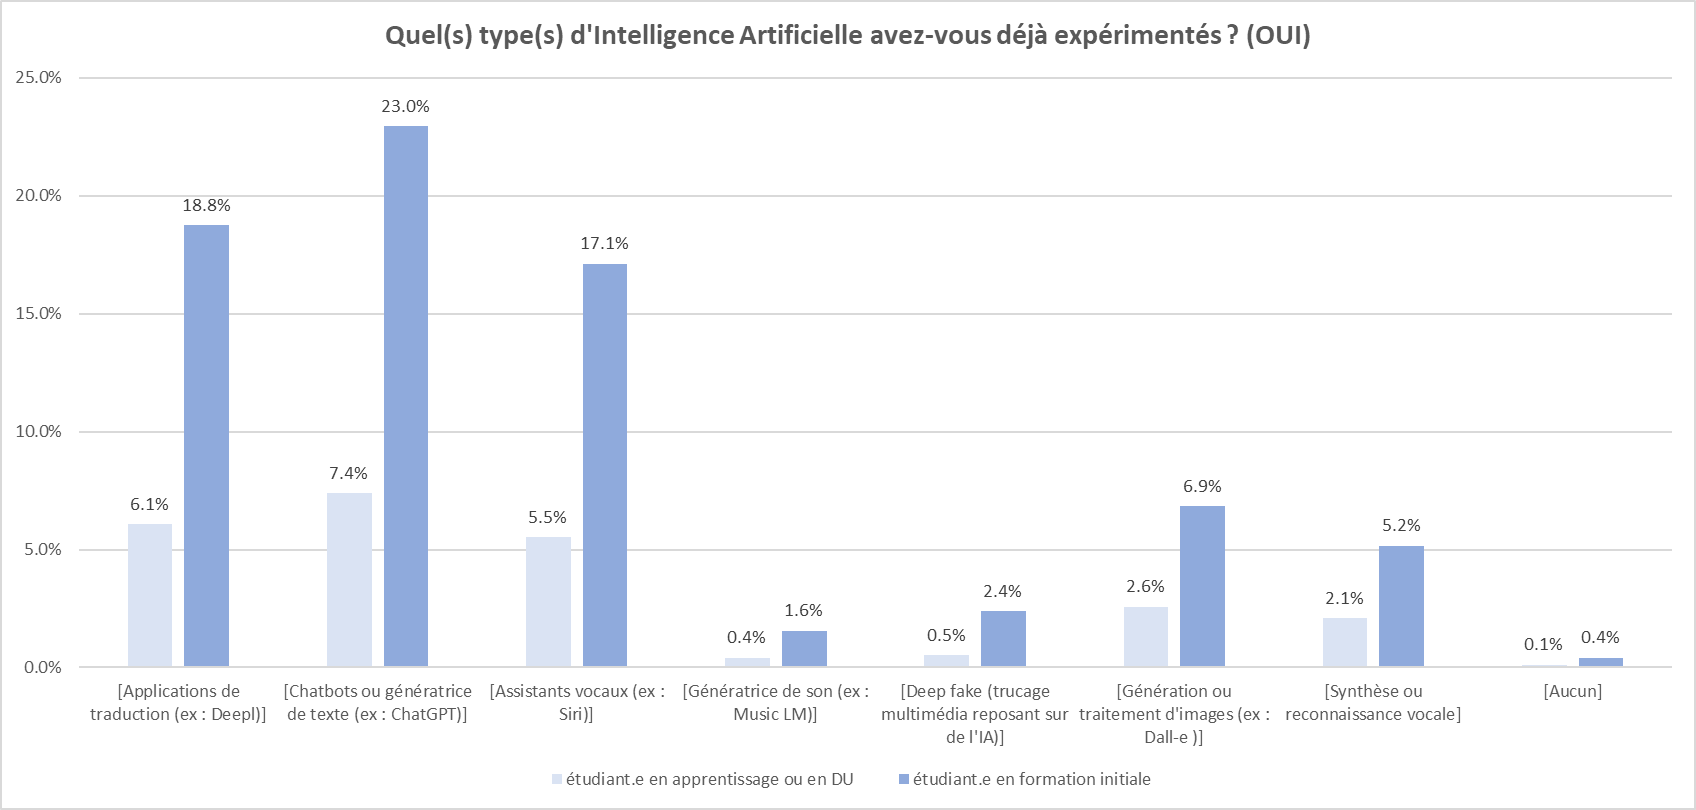 Quel(s) type(s) d'Intelligence Artificielle avez-vous déjà expérimentés ? (OUI)
25.0%
20.0%
15.0%
10.0%
5.0%
0.0%
6.1%
18.8%
7.4%
23.0%
5.5%
17.1%
0.4%
1.6%
0.5%
2.4%
2.6%
6.9%
2.1%
5.2%
0.1%
0.4%
[Applications de
traduction (ex : Deepl)]
[Chatbots ou génératrice
de texte (ex : ChatGPT)]
[Assistants vocaux (ex :
Siri)]
[Génératrice de son (ex :
Music LM)]
[Deep fake (trucage
multimédia reposant sur
de l'IA)]
[Génération ou
traitement d'images (ex :
Dall-e )]
[Synthèse ou
reconnaissance vocale]
[Aucun]
étudiant.e en apprentissage ou en DU
étudiant.e en formation initiale